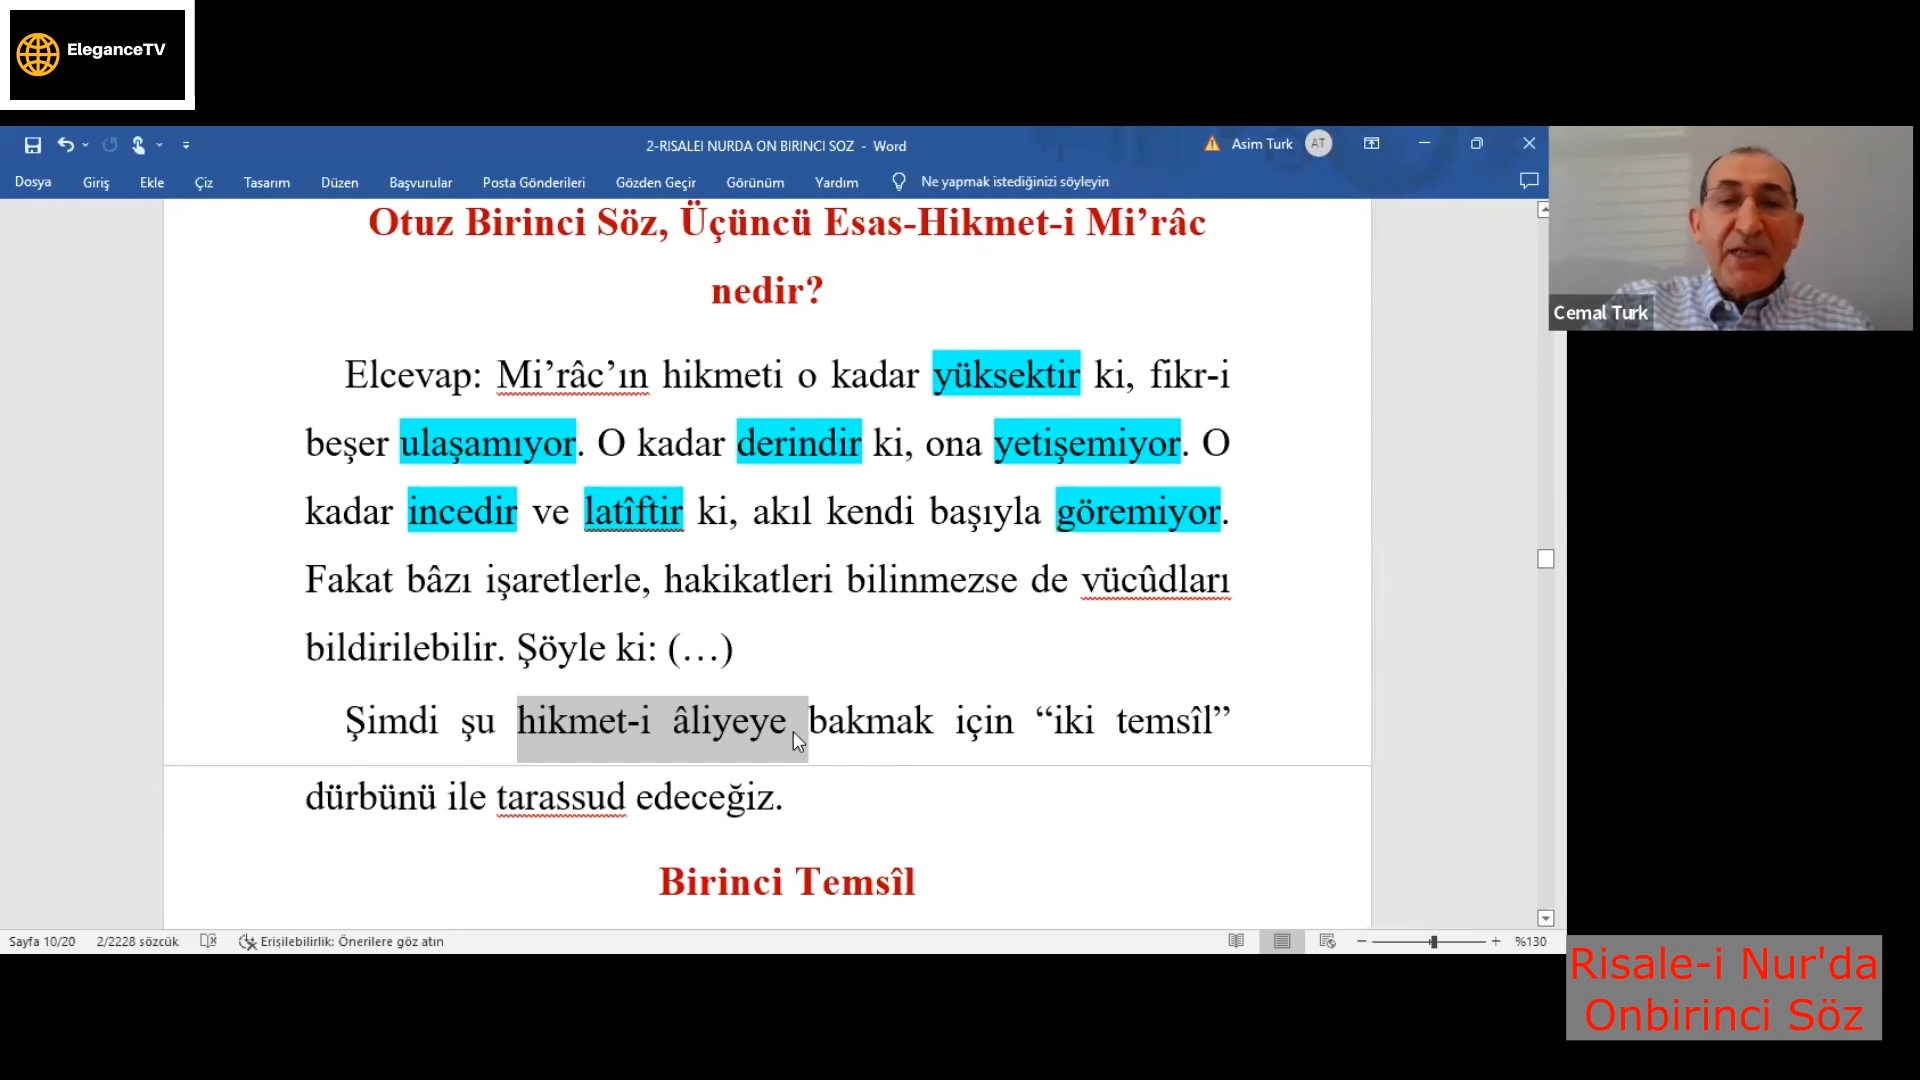 EleganceTV
2-RISALEI NURDA ON BIRINCI SOZ - Word
Asim Turk AT
Dosya Giriş Ekle Çiz Tasarım Düzen Başvurular Posta Gönderileri Gözden Geçir Görünüm Yardım Ne yapmak istediğinizi söyleyin
Otuz Birinci Söz, Üçüncü Esas-Hikmet-i Mi’râc
nedir?
Elcevap: Mi’râc’ın hikmeti o kadar yüksektir ki, fikr-i
beşer ulaşamıyor. O kadar derindir ki, ona yetişemiyor. O
kadar incedir ve latîftir ki, akıl kendi başıyla göremiyor.
Fakat bâzı işaretlerle, hakikatleri bilinmezse de vücûdları
bildirilebilir. Şöyle ki: (…)
Şimdi şu hikmet-i âliyeye bakmak için “iki temsîl”
dürbünü ile tarassud edeceğiz.
Birinci Temsîl
Cemal Turk
Sayfa 10/20 2/2228 sözcük Erişilebilirlik: Önerilere göz atın %130
Risale-i Nur'da
Onbirinci Söz